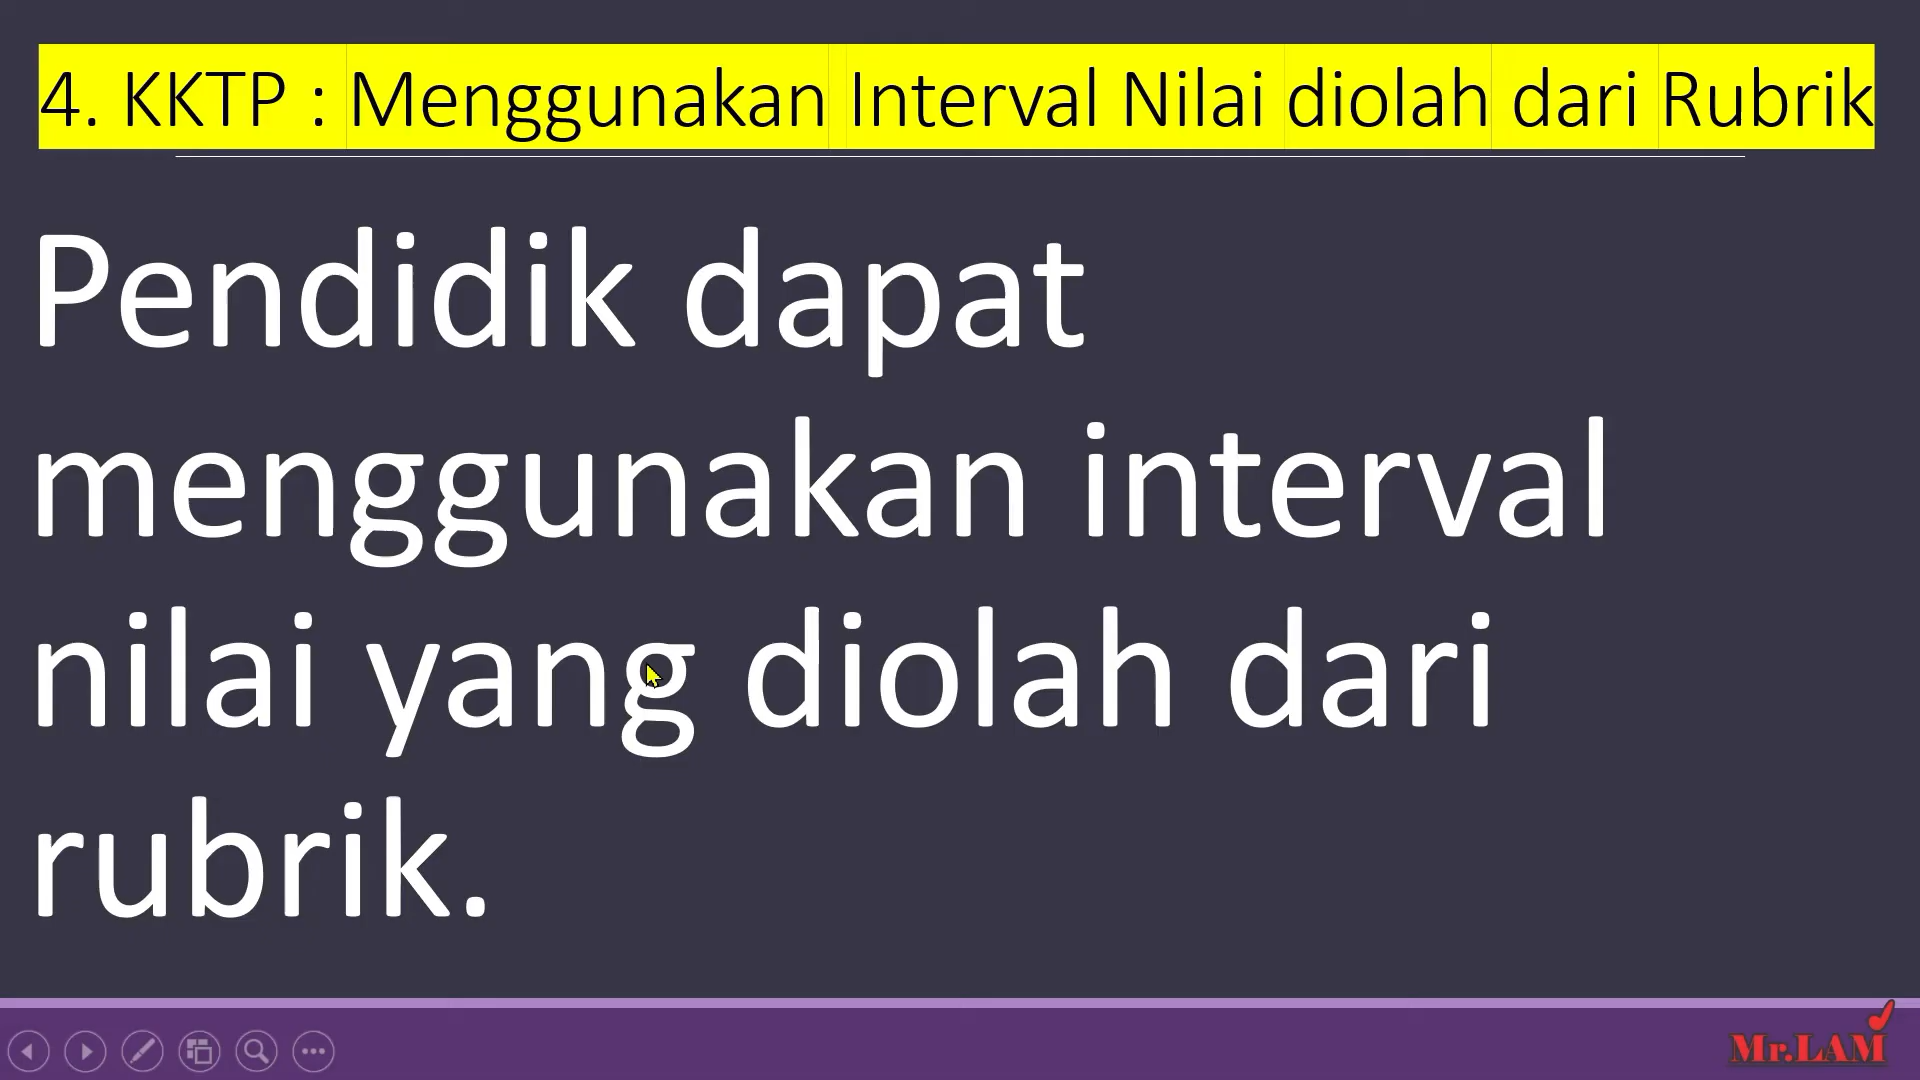 4. KKTP : Menggunakan Interval Nilai diolah dari Rubrik
Pendidik dapat
menggunakan interval
nilai yang diolah dari
rubrik.
Mr.LAM